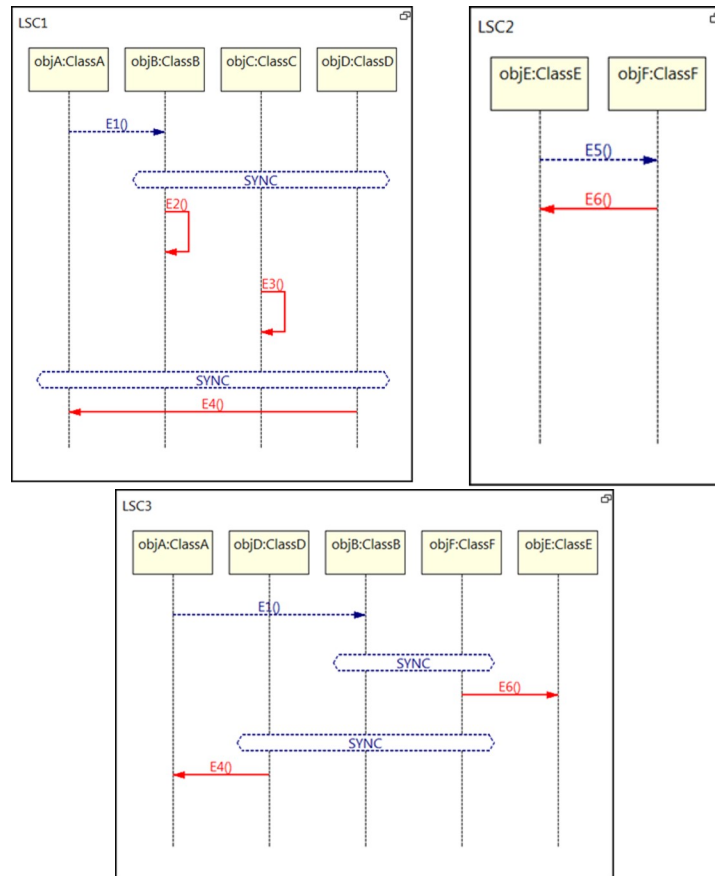 LSC1
objA:ClassA objB:ClassB objC:ClassC objD:ClassD
E1()
SYNC
E2()
E3()
SYNC
E4()
LSC2
objE:ClassE objF:ClassF
E5()
E6()
LSC3
objA:ClassA objD:ClassD objB:ClassB objF:ClassF objE:ClassE
E1()
SYNC
E6()
SYNC
E4()